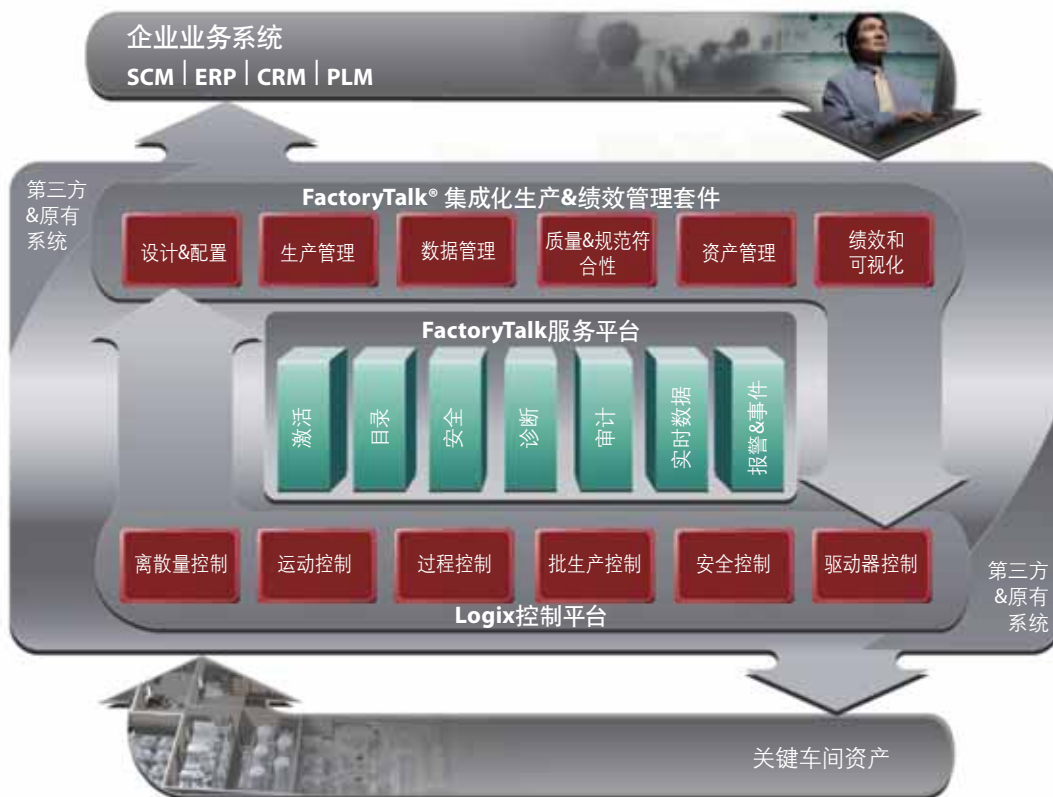 企业业务系统
SCM | ERP | CRM | PLM
第三方
&原有
系统
FactoryTalk® 集成化生产&绩效管理套件
设计&配置
生产管理
数据管理
质量&规范符
合性
资产管理
绩效和
可视化
FactoryTalk服务平台
激活
目录
安全
诊断
审计
实时数据
报警&事件
离散量控制
运动控制
过程控制
批生产控制
安全控制
驱动器控制
Logix控制平台
第三方
&原有
系统
关键车间资产